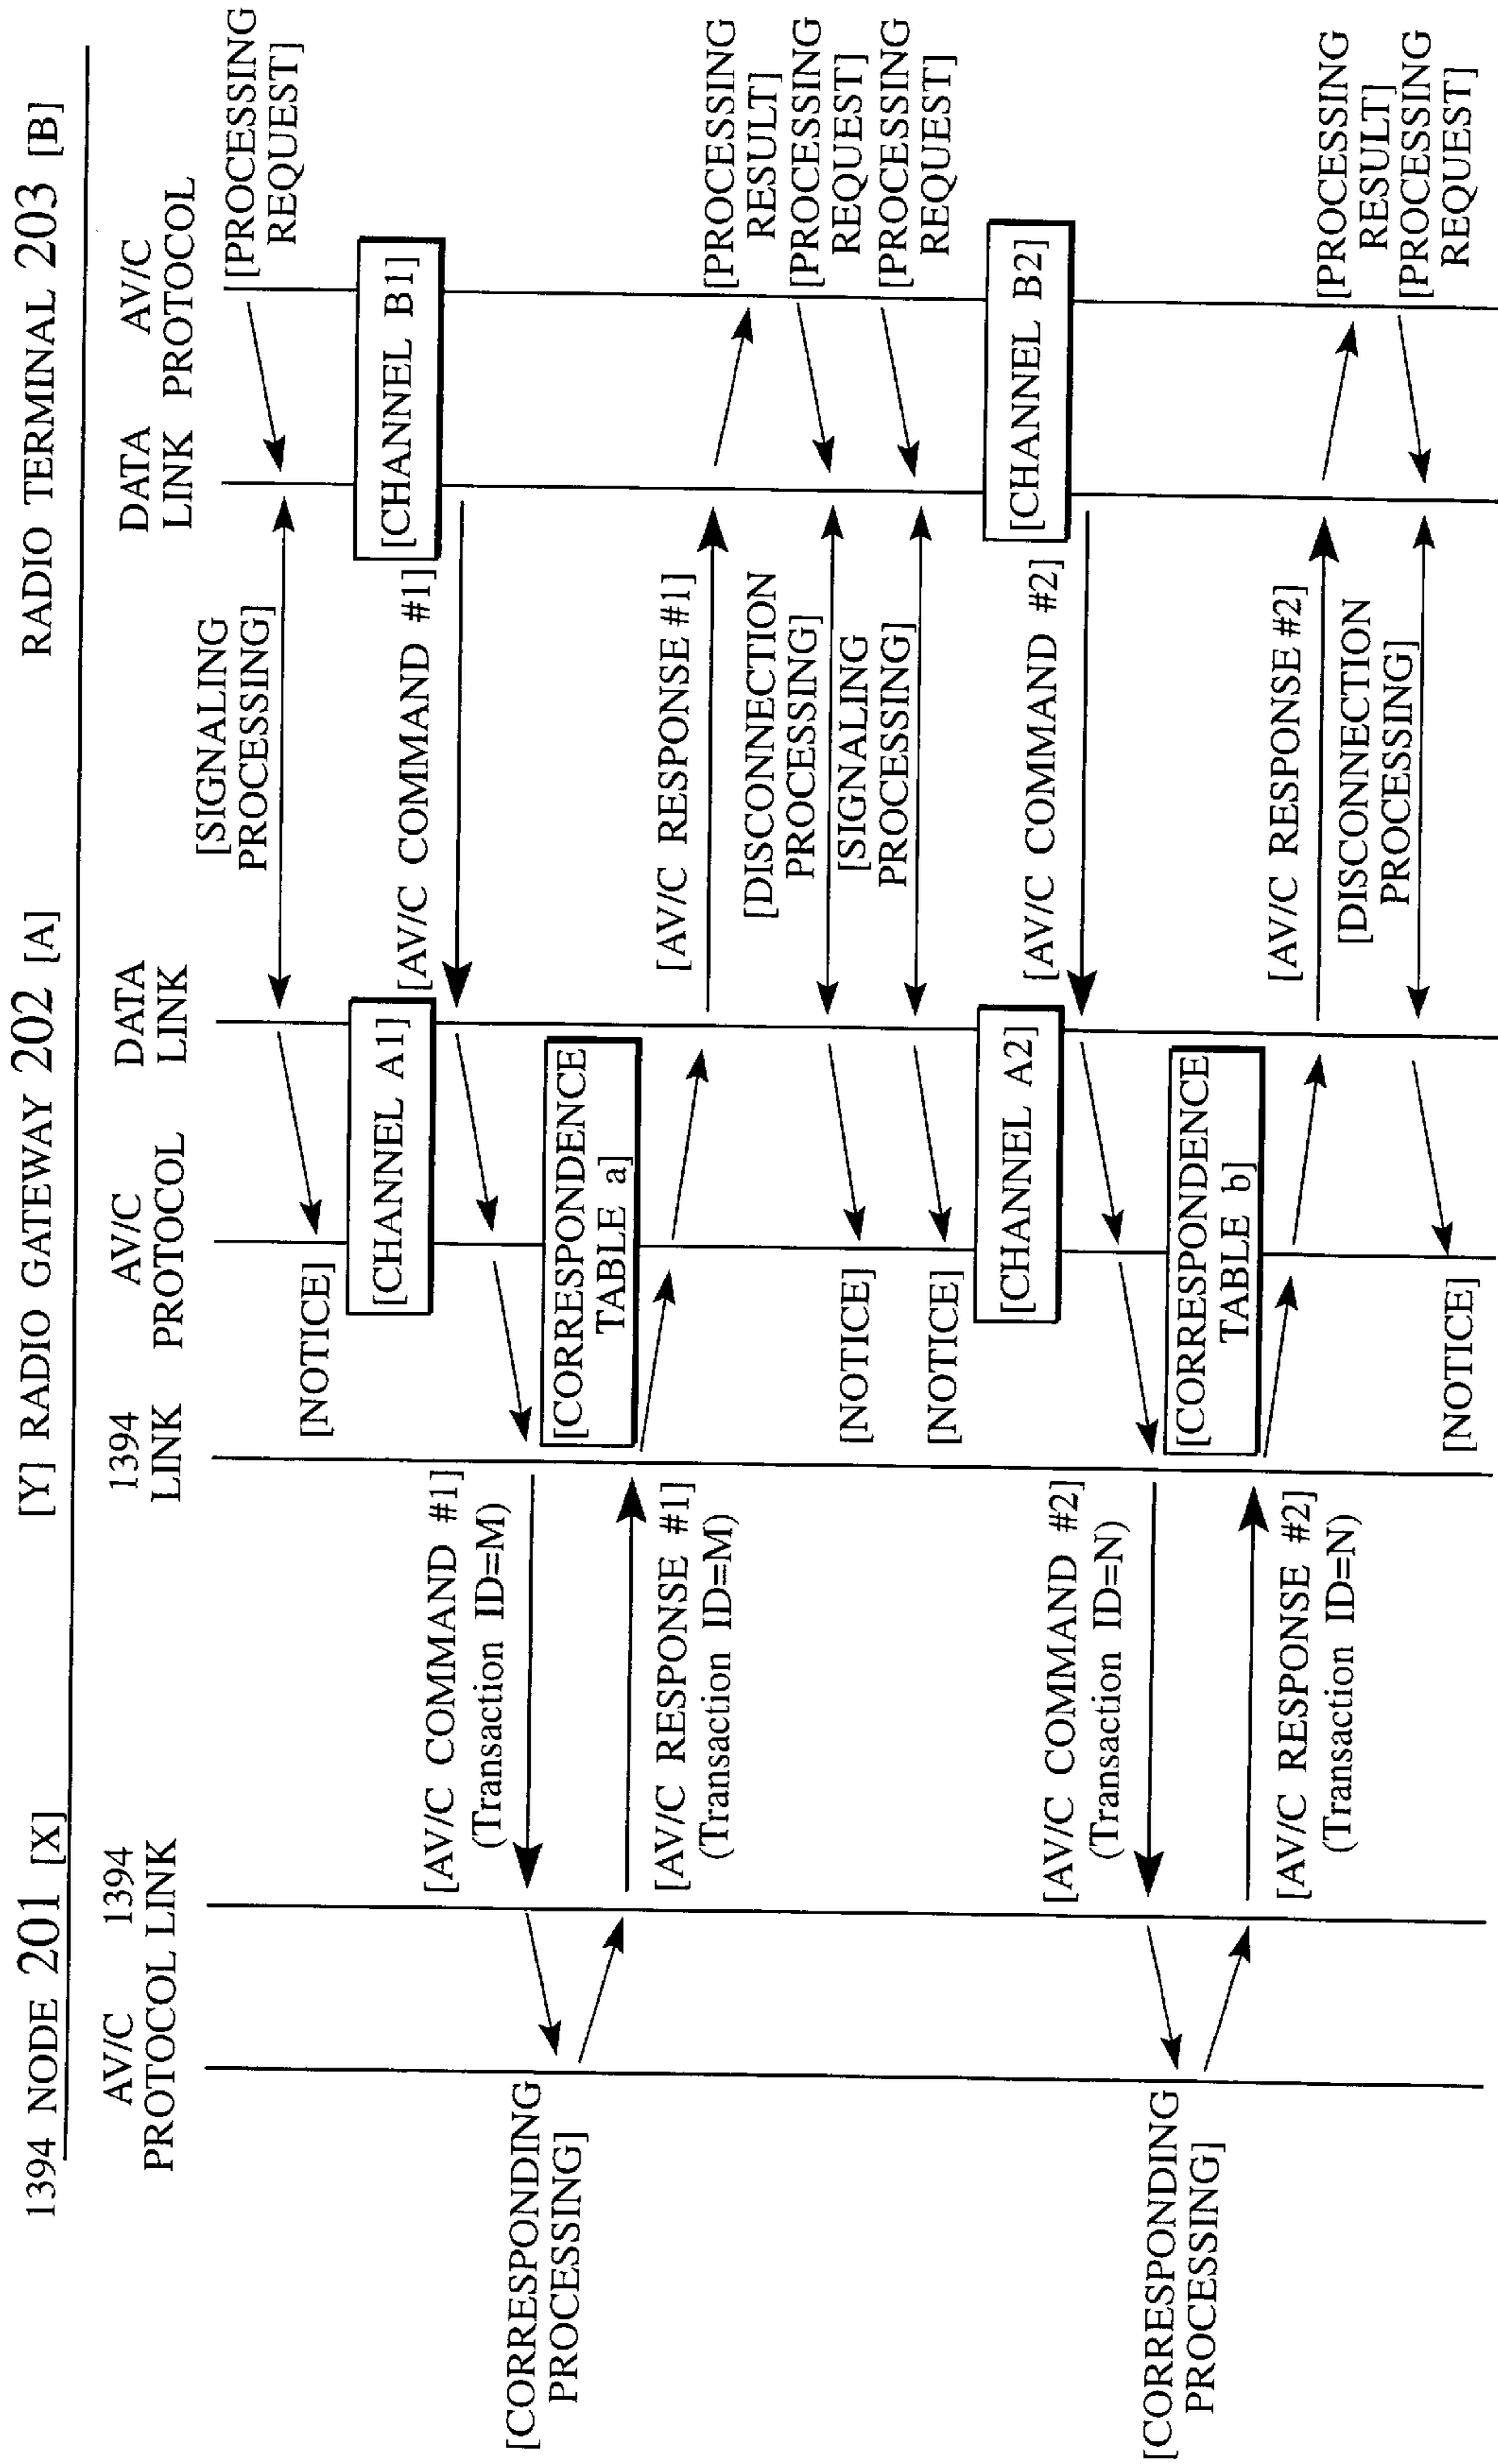 1394 NODE 201 [X]
[Y] RADIO GATEWAY 202 [A]
RADIO TERMINAL 203 [B]
AV/C
PROTOCOL
1394
LINK
1394
LINK
AV/C
PROTOCOL
DATA
LINK
DATA
LINK
AV/C
PROTOCOL
[PROCESSING
REQUEST]
[SIGNALING
PROCESSING]
[NOTICE]
[CHANNEL A1]
[CHANNEL B1]
[AV/C COMMAND #1]
[AV/C COMMAND #1]
(Transaction ID=M)
[CORRESPONDING
PROCESSING]
[CORRESPONDENCE
TABLE a]
[AV/C RESPONSE #1]
(Transaction ID=M)
[AV/C RESPONSE #1]
[PROCESSING
RESULT]
[PROCESSING
REQUEST]
[DISCONNECTION
PROCESSING]
[NOTICE]
[PROCESSING
REQUEST]
[SIGNALING
PROCESSING]
[NOTICE]
[CHANNEL A2]
[CHANNEL B2]
[AV/C COMMAND #2]
[AV/C COMMAND #2]
(Transaction ID=N)
[CORRESPONDING
PROCESSING]
[CORRESPONDENCE
TABLE b]
[AV/C RESPONSE #2]
(Transaction ID=N)
[AV/C RESPONSE #2]
[PROCESSING
RESULT]
[PROCESSING
REQUEST]
[DISCONNECTION
PROCESSING]
[NOTICE]